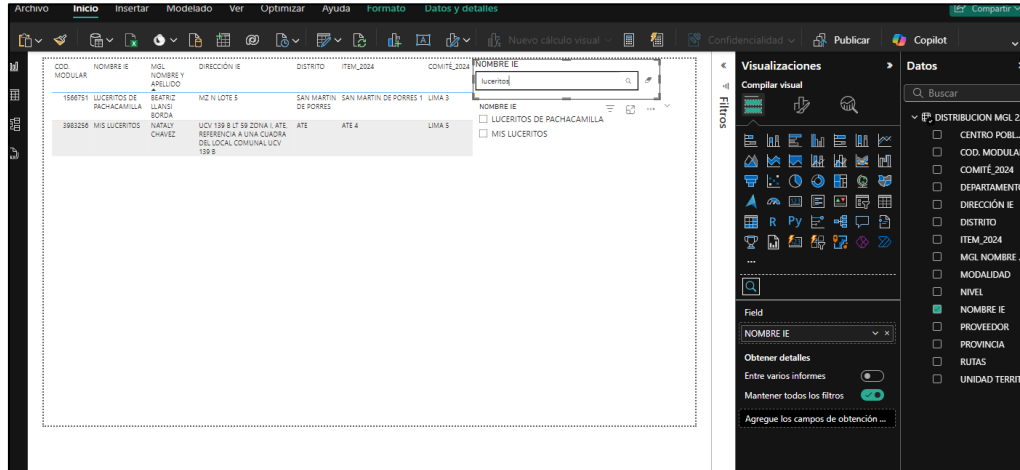 Archivo Inicio Insertar Modelado Ver Optimizar Ayuda Formato Datos y detalles Compartir
Nuevo cálculo visual Confidencialidad Publicar Copilot
COD. MODULAR NOMBRE IE MGL NOMBRE Y APELLIDO DIRECCIÓN IE DISTRITO ITEM_2024 COMITÉ_2024
1566751 LUCERITOS DE PACHACAMILLA BEATRIZ LLANSI BORDA MZ N LOTE 5 SAN MARTIN DE PORRES SAN MARTIN DE PORRES 1 LIMA 3
3983256 MIS LUCERITOS NATALY CHAVEZ UCV 139 B LT 59 ZONA I, ATE, REFERENCIA A UNA CUADRA DEL LOCAL COMUNAL UCV 139 B ATE ATE 4 LIMA 5
NOMBRE IE
luceritos
NOMBRE IE
LUCERITOS DE PACHACAMILLA
MIS LUCERITOS
Filtros
Visualizaciones
Compilar visual
R Py
...
Field
NOMBRE IE
Obtener detalles
Entre varios informes
Mantener todos los filtros
Agregue los campos de obtención ...
Datos
Buscar
DISTRIBUCION MGL 2
CENTRO POBL...
COD. MODULAR
COMITÉ_2024
DEPARTAMENTO
DIRECCIÓN IE
DISTRITO
ITEM_2024
MGL NOMBRE ...
MODALIDAD
NIVEL
NOMBRE IE
PROVEEDOR
PROVINCIA
RUTAS
UNIDAD TERRIT